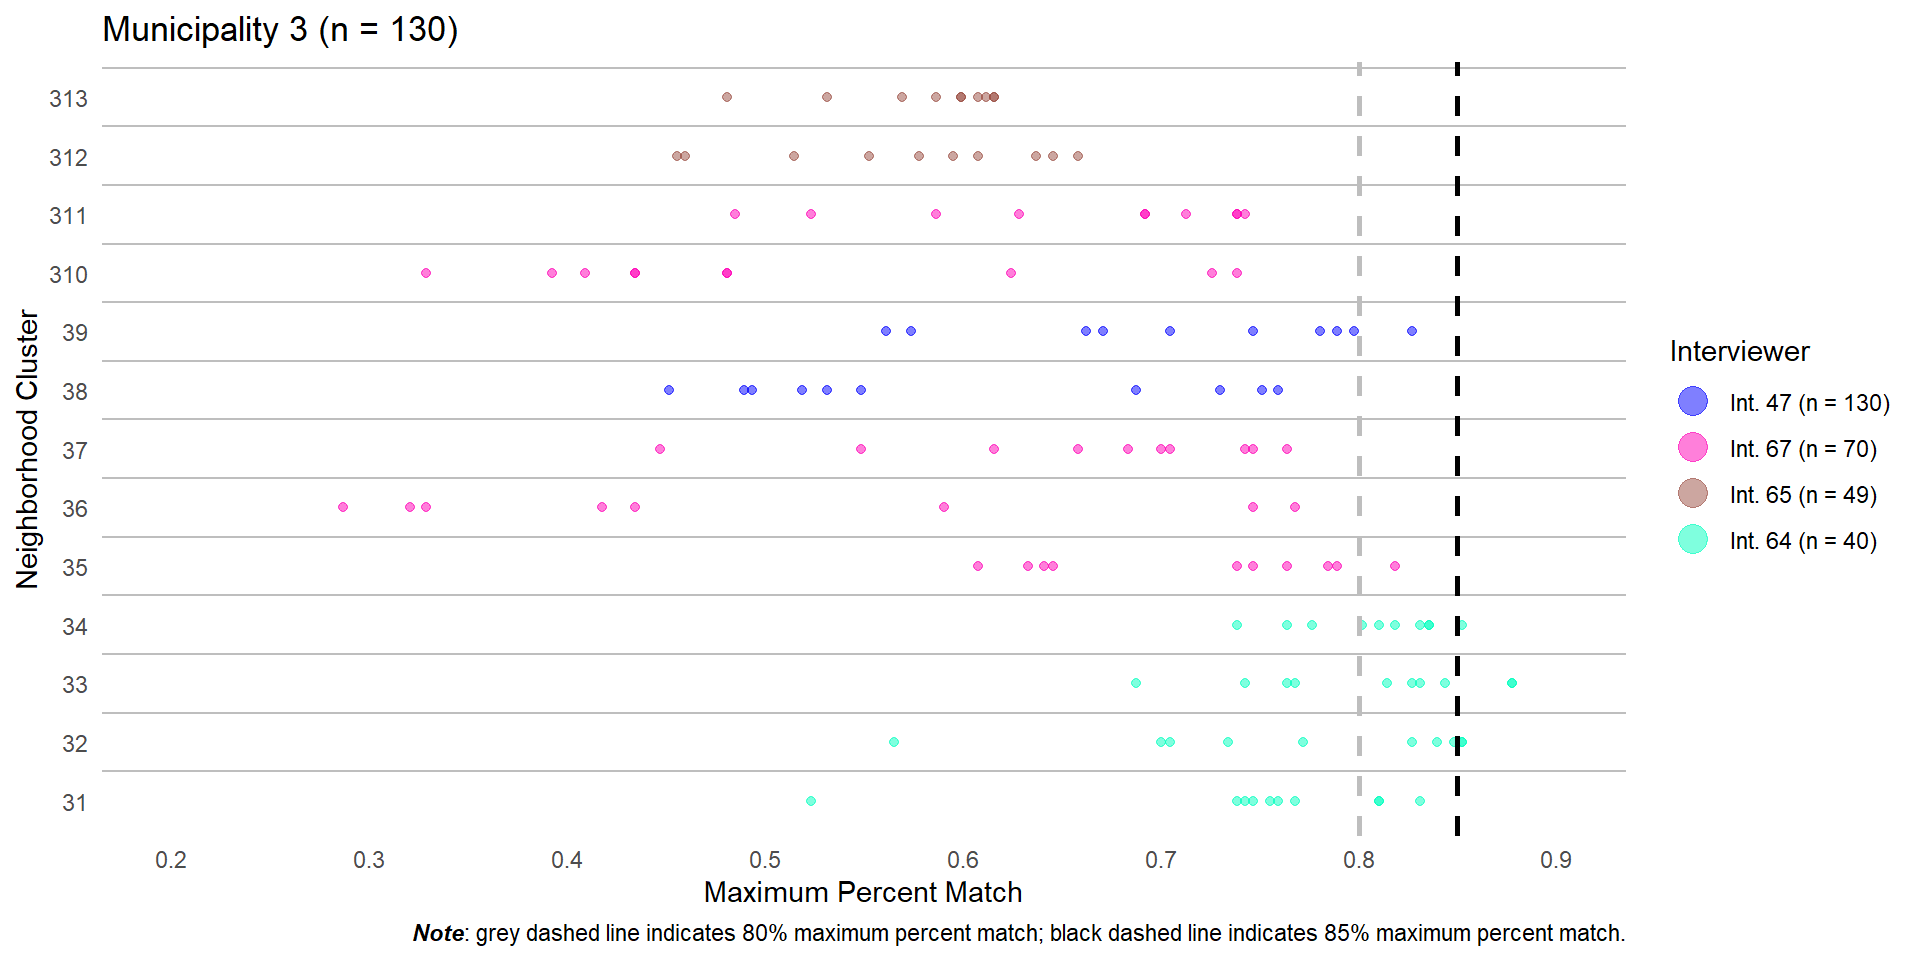 Municipality 3 (n = 130)
313
312
311
310
39
38
37
36
35
34
33
32
31
Neighborhood Cluster
0.2 0.3 0.4 0.5 0.6 0.7 0.8 0.9
Maximum Percent Match
Note: grey dashed line indicates 80% maximum percent match; black dashed line indicates 85% maximum percent match.
Interviewer
Int. 47 (n = 130)
Int. 67 (n = 70)
Int. 65 (n = 49)
Int. 64 (n = 40)